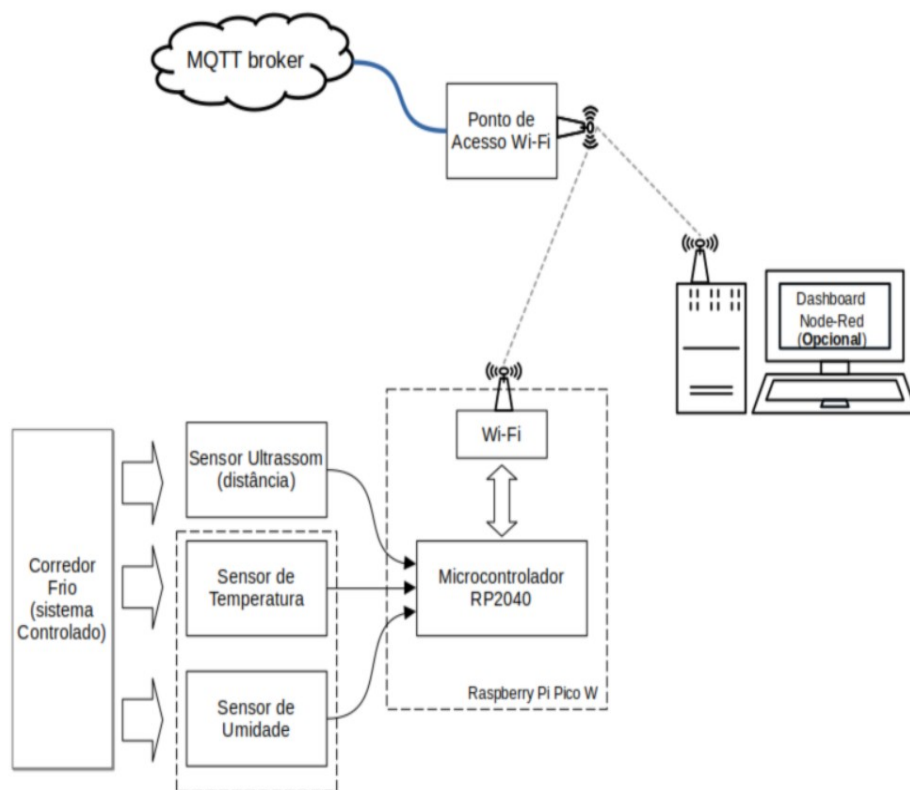 MQTT broker
Ponto de
Acesso Wi-Fi
Dashboard
Node-Red
(Opcional)
Wi-Fi
Sensor Ultrassom
(distância)
Corredor
Frio
(sistema
Controlado)
Sensor de
Temperatura
Microcontrolador
RP2040
Sensor de
Umidade
Raspberry Pi Pico W